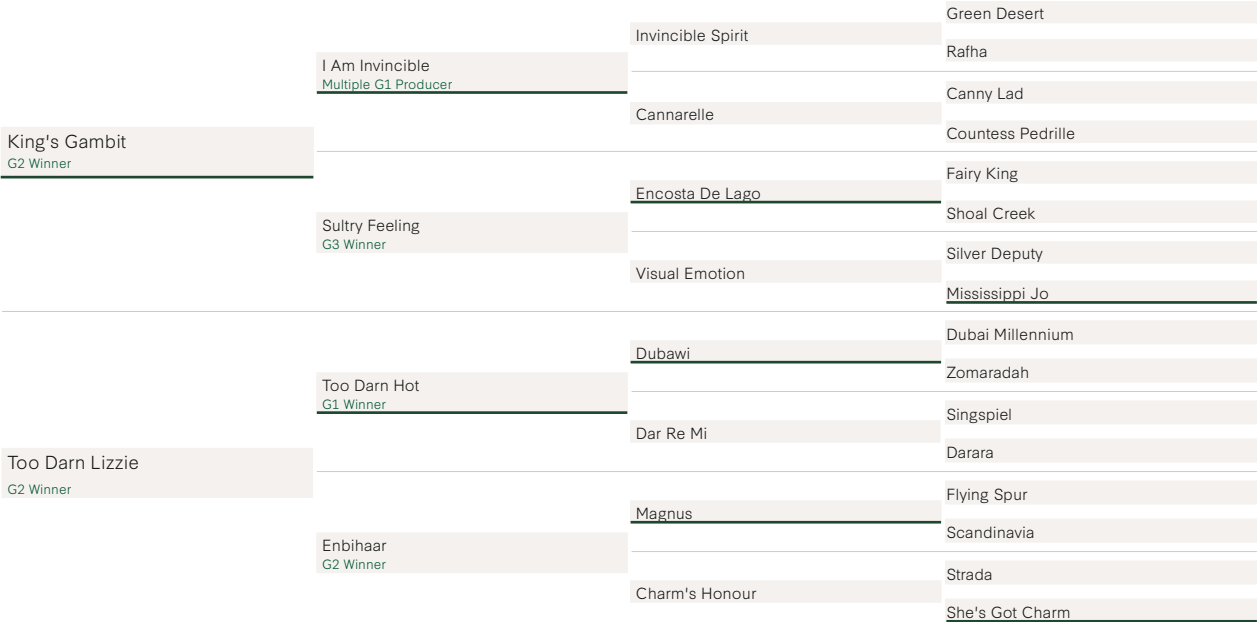 Green Desert
Invincible Spirit
Rafha
I Am Invincible
Multiple G1 Producer
Canny Lad
Cannarelle
Countess Pedrille
King's Gambit
G2 Winner
Fairy King
Encosta De Lago
Shoal Creek
Sultry Feeling
G3 Winner
Silver Deputy
Visual Emotion
Mississippi Jo
Dubai Millennium
Dubawi
Zomaradah
Too Darn Hot
G1 Winner
Singspiel
Dar Re Mi
Darara
Too Darn Lizzie
G2 Winner
Flying Spur
Magnus
Scandinavia
Enbihaar
G2 Winner
Strada
Charm's Honour
She's Got Charm